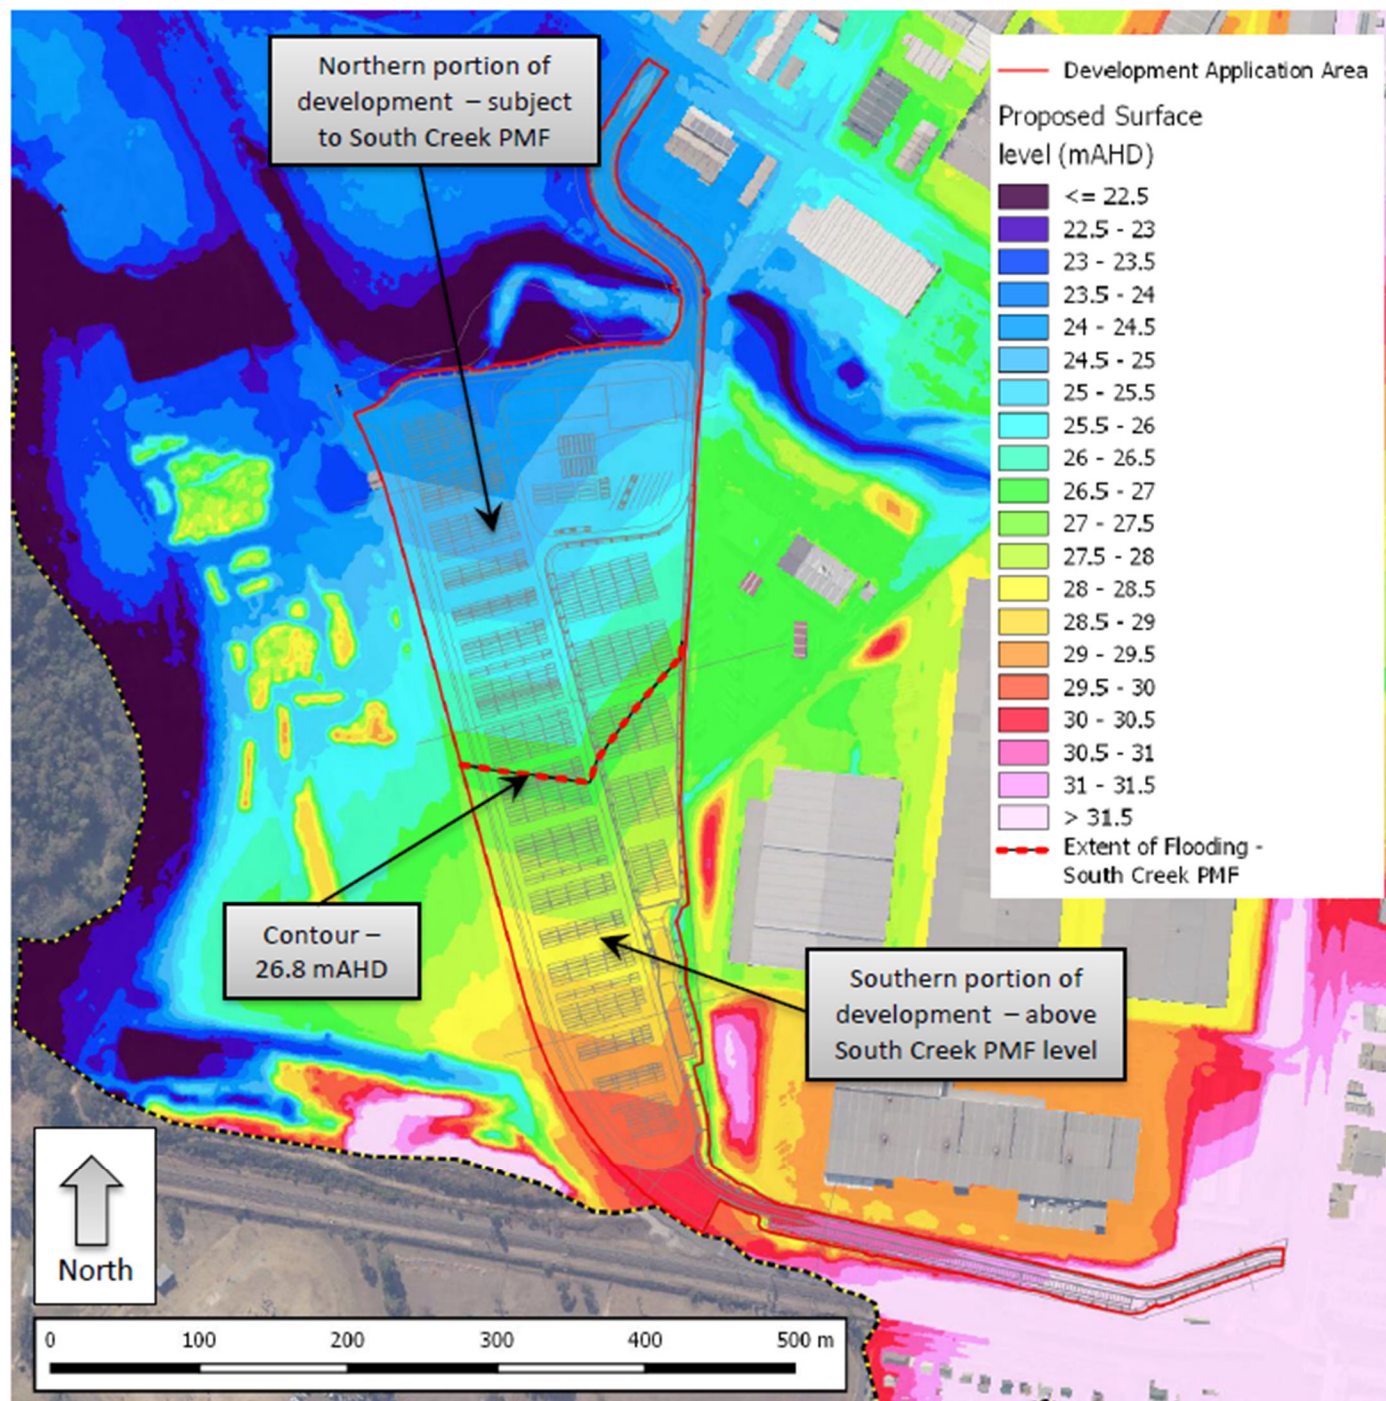 Northern portion of
development – subject
to South Creek PMF
Development Application Area
Proposed Surface
level (mAHD)
<= 22.5
22.5 - 23
23 - 23.5
23.5 - 24
24 - 24.5
24.5 - 25
25 - 25.5
25.5 - 26
26 - 26.5
26.5 - 27
27 - 27.5
27.5 - 28
28 - 28.5
28.5 - 29
29 - 29.5
29.5 - 30
30 - 30.5
30.5 - 31
31 - 31.5
> 31.5
Extent of Flooding -
South Creek PMF
Contour –
26.8 mAHD
Southern portion of
development – above
South Creek PMF level
North
0 100 200 300 400 500 m